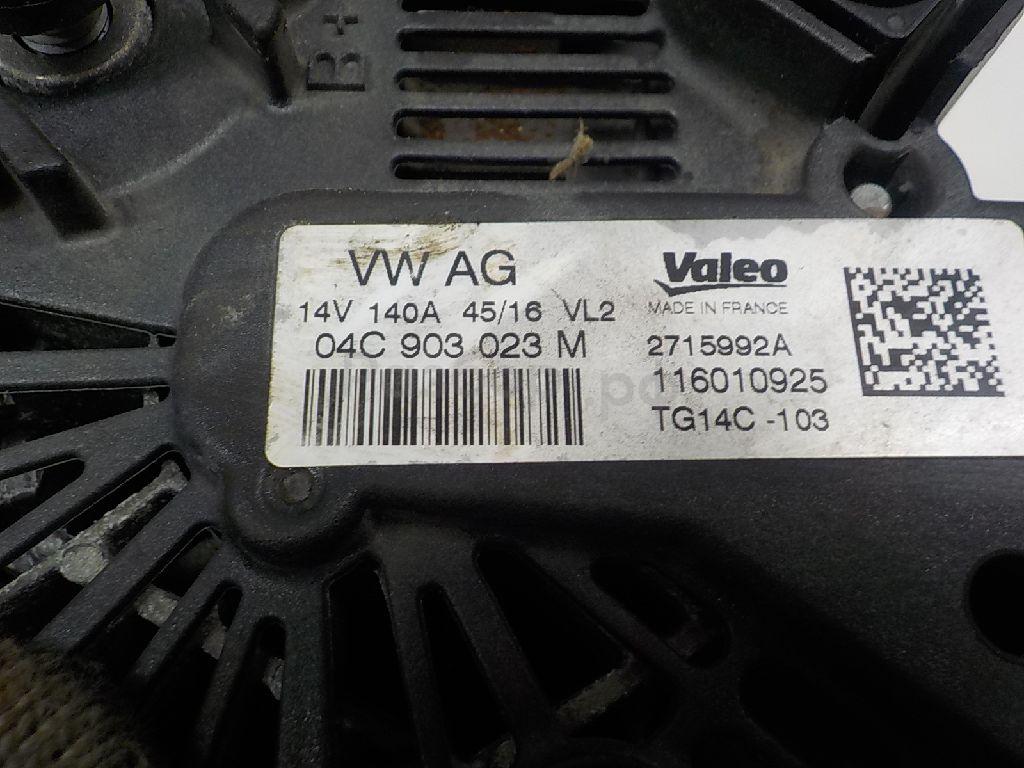 B+
VW AG
14V 140A 45/16 VL2
04C 903 023 M
Valeo
MADE IN FRANCE
2715992A
116010925
TG14C -103